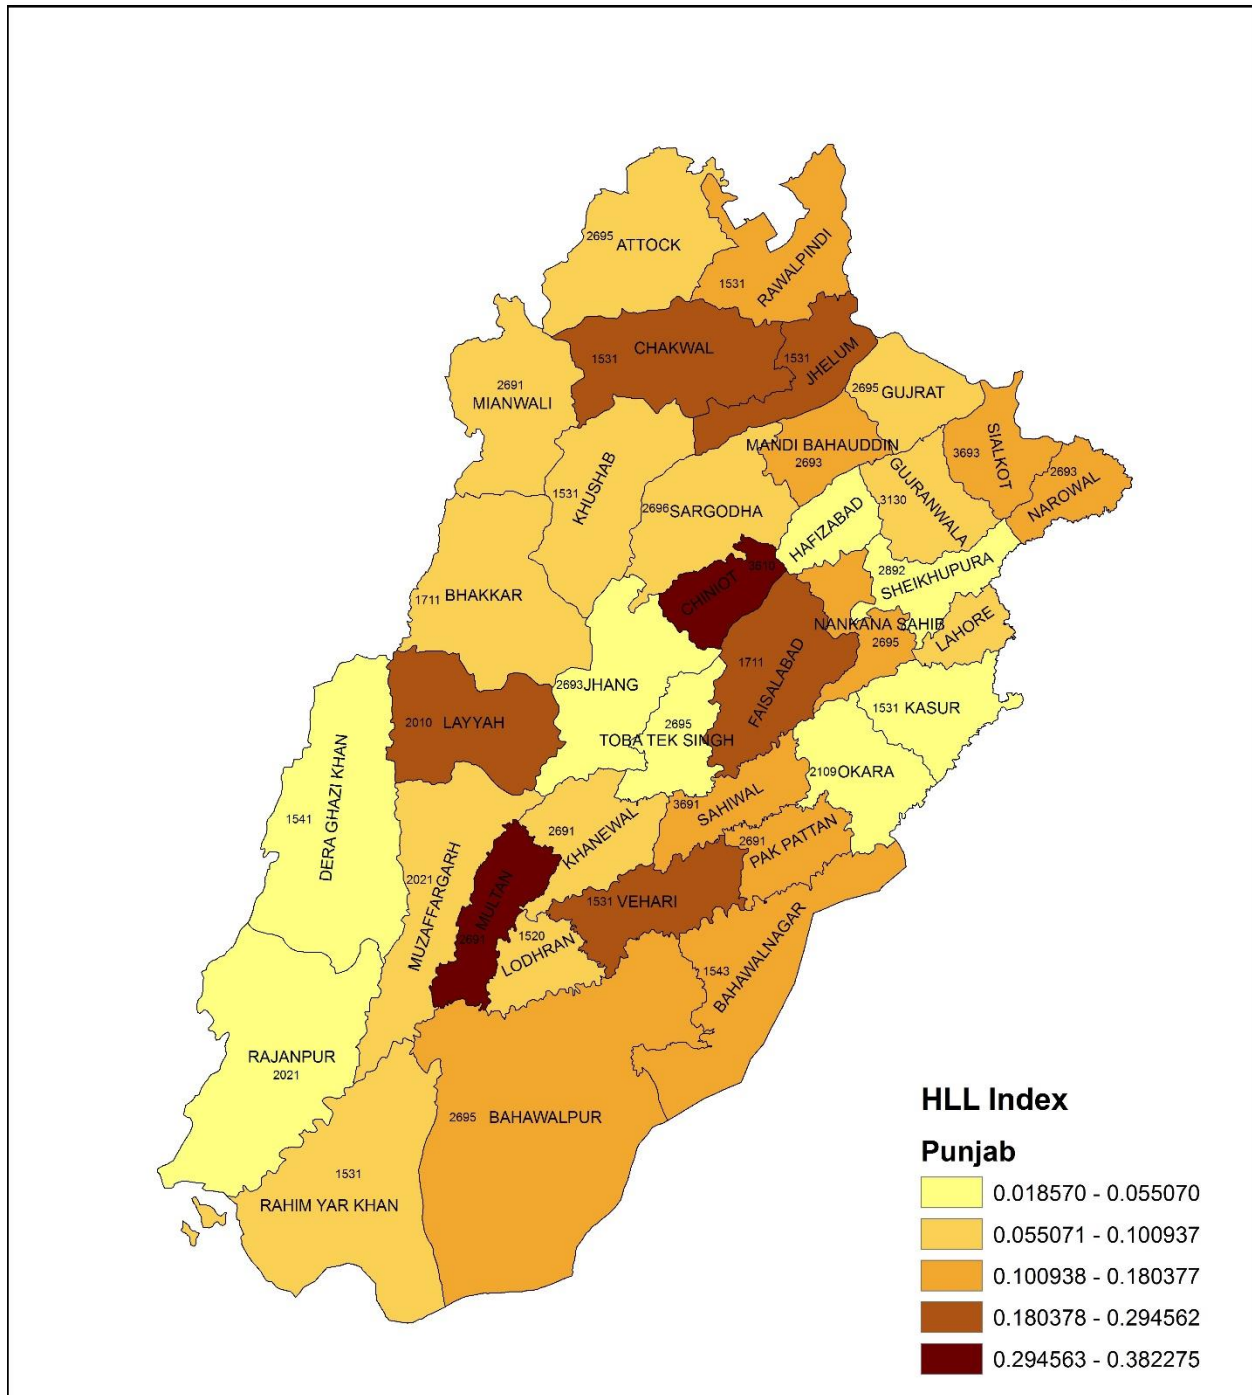 2695
ATTOCK
1531
RAWALPINDI
1531
CHAKWAL
1531
JHELUM
2691
MIANWALI
2695
GUJRAT
MANDI BAHAUDDIN
2693
3693
SIALKOT
2693
NAROWAL
1531
KHUSHAB
2696
SARGODHA
3130
GUJRANWALA
HAFIZABAD
2892
SHEIKHUPURA
3610
CHINIOT
1711
BHAKKAR
NANKANA SAHIB
2695
LAHORE
1711
FAISALABAD
2693
JHANG
2695
TOBA TEK SINGH
1531
KASUR
2010
LAYYAH
2109
OKARA
1541
DERA GHAZI KHAN
2691
KHANEWAL
3691
SAHIWAL
2691
PAK PATTAN
2021
MUZAFFARGARH
2691
MULTAN
1531
VEHARI
1520
LODHRAN
1543
BAHAWALNAGAR
RAJANPUR
2021
2695
BAHAWALPUR
1531
RAHIM YAR KHAN
HLL Index
Punjab
0.018570 - 0.055070
0.055071 - 0.100937
0.100938 - 0.180377
0.180378 - 0.294562
0.294563 - 0.382275